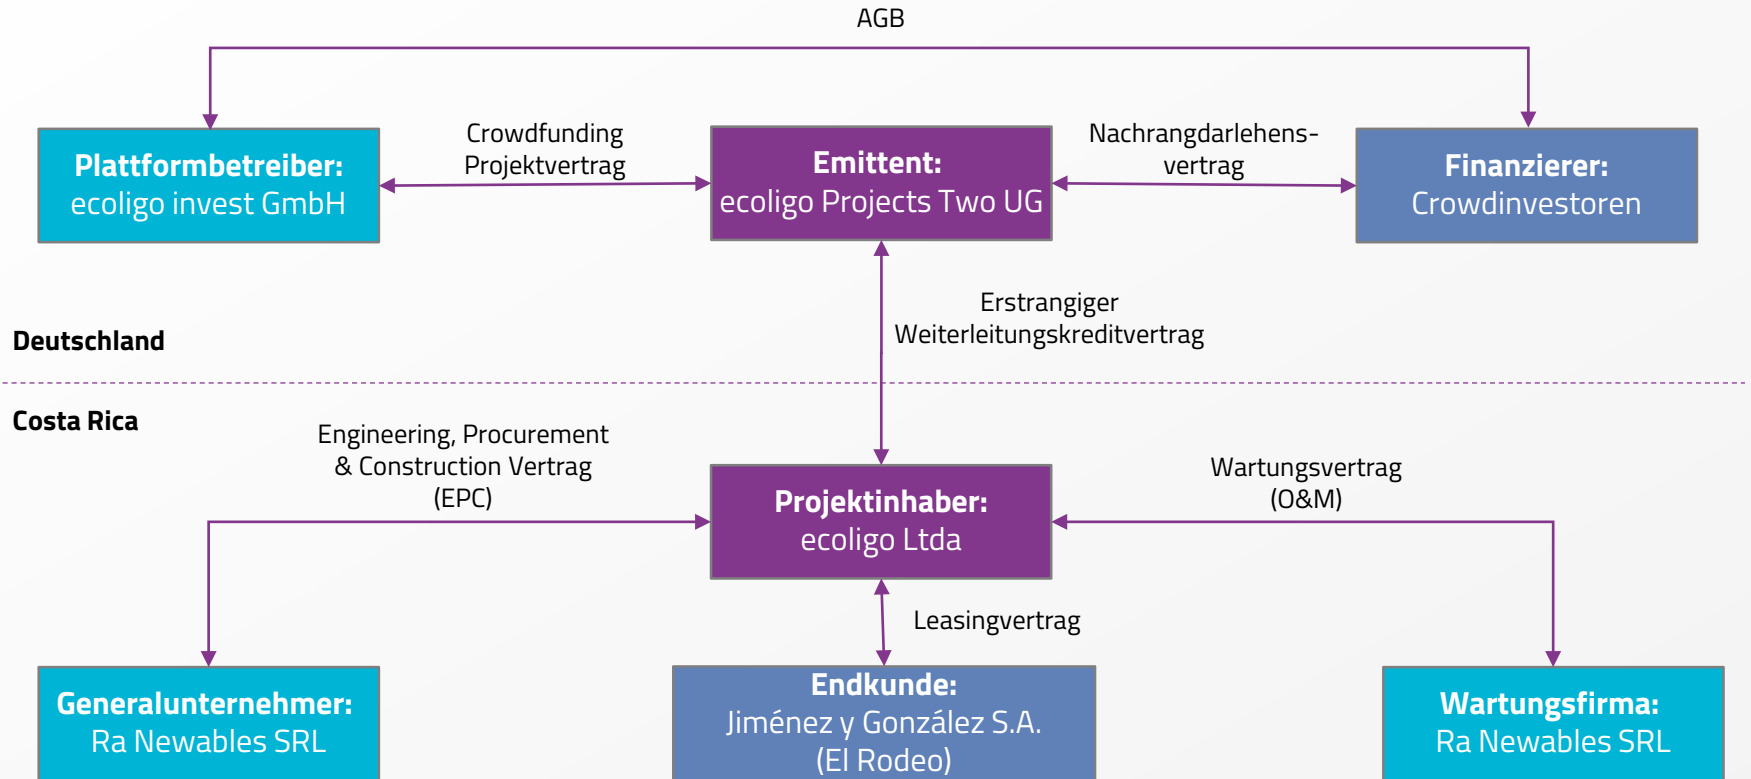 AGB
Plattformbetreiber:
ecoligo invest GmbH
Crowdfunding
Projektvertrag
Emittent:
ecoligo Projects Two UG
Nachrangdarlehens-
vertrag
Finanzierer:
Crowdinvestoren
Erstrangiger
Weiterleitungskreditvertrag
Deutschland
Costa Rica
Engineering, Procurement
& Construction Vertrag
(EPC)
Projektinhaber:
ecoligo Ltda
Wartungsvertrag
(O&M)
Leasingvertrag
Generalunternehmer:
Ra Newables SRL
Endkunde:
Jiménez y González S.A.
(El Rodeo)
Wartungsfirma:
Ra Newables SRL